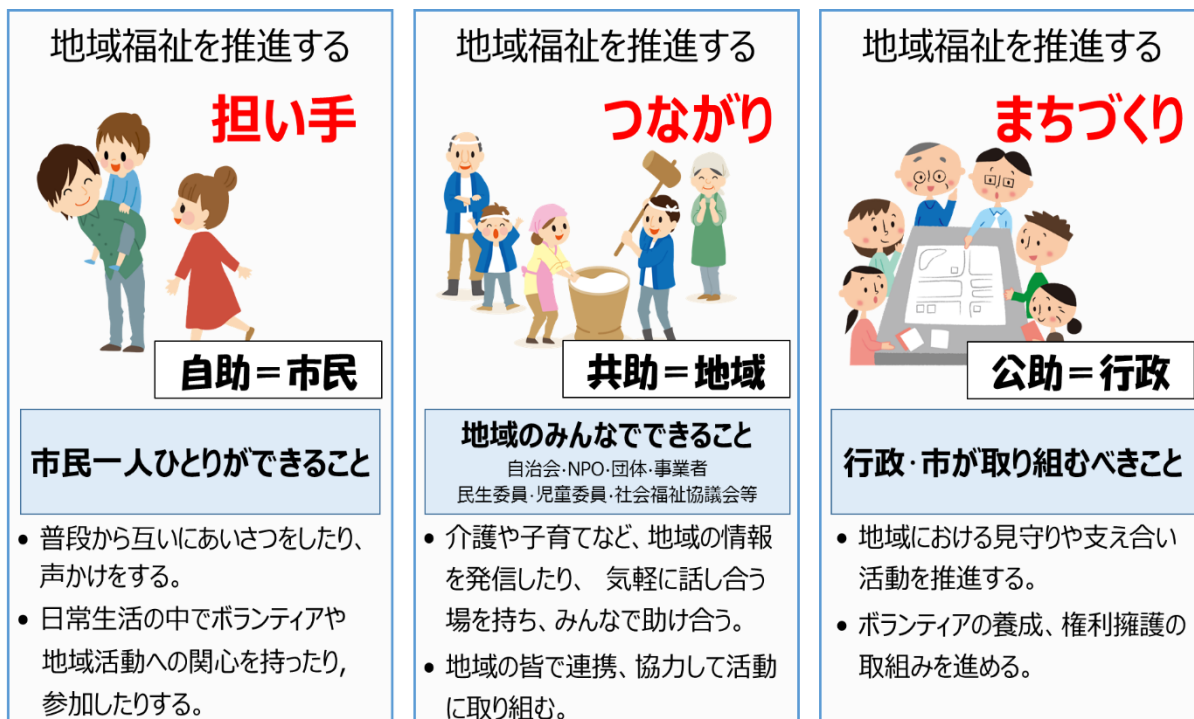 地域福祉を推進する
担い手
自助=市民
市民一人ひとりができること
• 普段から互いにあいさつをしたり、
声かけをする。
• 日常生活の中でボランティアや
地域活動への関心を持ったり,
参加したりする。
地域福祉を推進する
つながり
共助=地域
地域のみんなでできること
自治会・NPO・団体・事業者
民生委員・児童委員・社会福祉協議会等
• 介護や子育てなど、地域の情報
を発信したり、 気軽に話し合う
場を持ち、みんなで助け合う。
• 地域の皆で連携、協力して活動
に取り組む。
地域福祉を推進する
まちづくり
公助=行政
行政・市が取り組むべきこと
• 地域における見守りや支え合い
活動を推進する。
• ボランティアの養成、権利擁護の
取組みを進める。